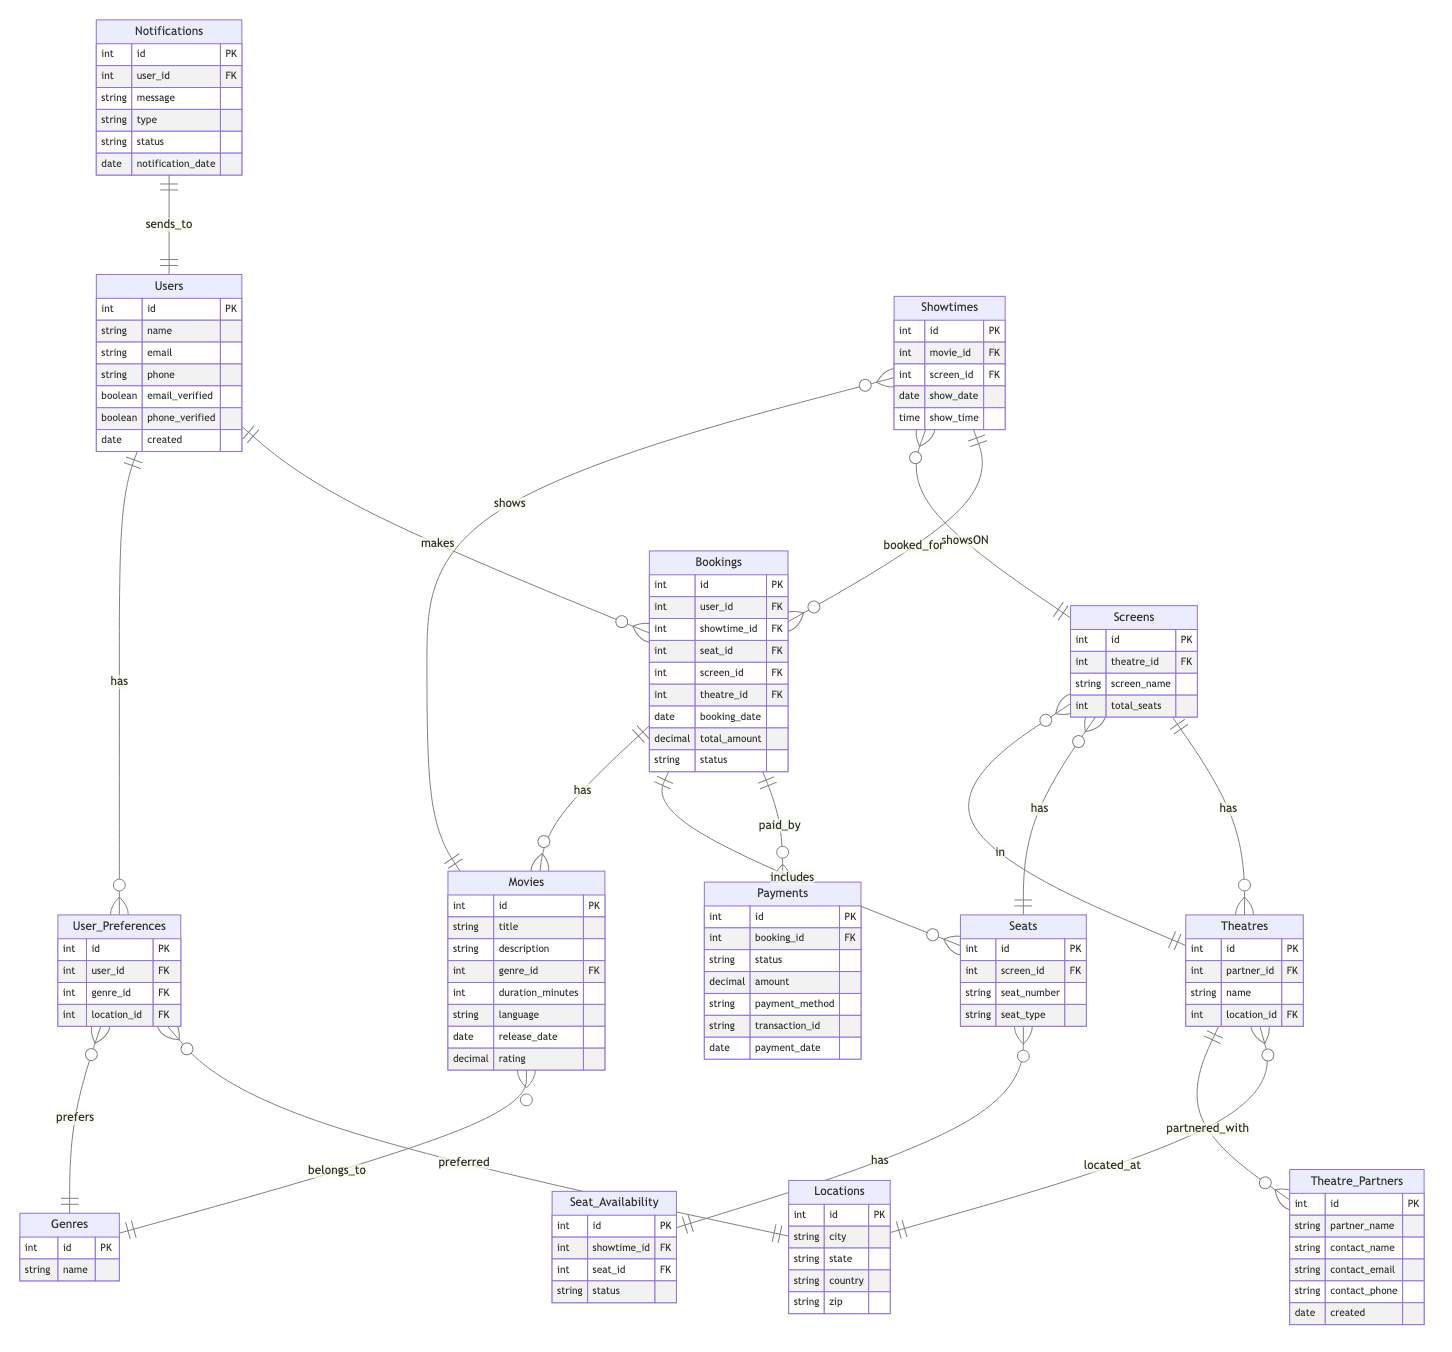 Notifications
int id PK
int user_id FK
string message
string type
string status
date notification_date
sends_to
Users
int id PK
string name
string email
string phone
boolean email_verified
boolean phone_verified
date created
Showtimes
int id PK
int movie_id FK
int screen_id FK
date show_date
time show_time
shows
makes
booked_for
showsON
Bookings
int id PK
int user_id FK
int showtime_id FK
int seat_id FK
int screen_id FK
int theatre_id FK
date booking_date
decimal total_amount
string status
Screens
int id PK
int theatre_id FK
string screen_name
int total_seats
has
has
paid_by
has
has
in
includes
Movies
int id PK
string title
string description
int genre_id FK
int duration_minutes
string language
date release_date
decimal rating
Payments
int id PK
int booking_id FK
string status
decimal amount
string payment_method
string transaction_id
date payment_date
User_Preferences
int id PK
int user_id FK
int genre_id FK
int location_id FK
Seats
int id PK
int screen_id FK
string seat_number
string seat_type
Theatres
int id PK
int partner_id FK
string name
int location_id FK
prefers
partnered_with
belongs_to
preferred
has
located_at
Genres
int id PK
string name
Seat_Availability
int id PK
int showtime_id FK
int seat_id FK
string status
Locations
int id PK
string city
string state
string country
string zip
Theatre_Partners
int id PK
string partner_name
string contact_name
string contact_email
string contact_phone
date created